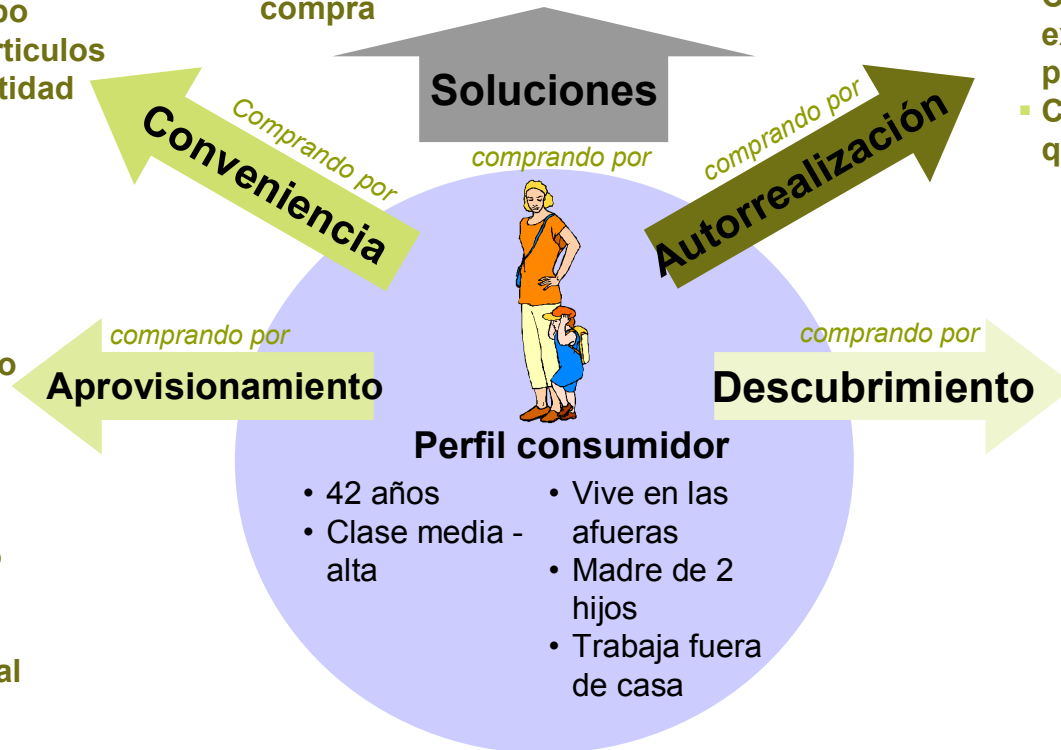 compra
Soluciones
comprando por
Comprando por
Conveniencia
comprando por
Autorrealización
comprando por
Aprovisionamiento
comprando por
Descubrimiento
Perfil consumidor
• 42 años
• Clase media -
alta
• Vive en las
afueras
• Madre de 2
hijos
• Trabaja fuera
de casa